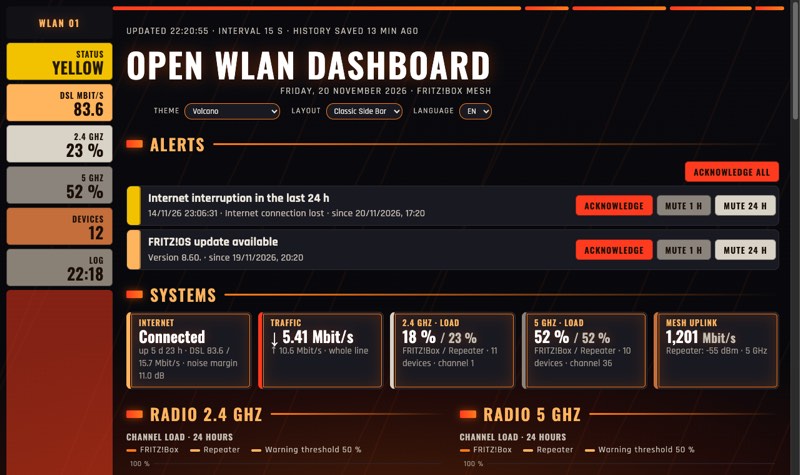 WLAN 01
STATUS
YELLOW
DSL MBIT/S
83.6
2.4 GHZ
23 %
5 GHZ
52 %
DEVICES
12
LOG
22:18
UPDATED 22:20:55 · INTERVAL 15 S · HISTORY SAVED 13 MIN AGO
OPEN WLAN DASHBOARD
FRIDAY, 20 NOVEMBER 2026 · FRITZ!BOX MESH
THEME Volcano LAYOUT Classic Side Bar LANGUAGE EN
ALERTS
ACKNOWLEDGE ALL
Internet interruption in the last 24 h
14/11/26 23:06:31 · Internet connection lost · since 20/11/2026, 17:20
ACKNOWLEDGE MUTE 1 H MUTE 24 H
FRITZ!OS update available
Version 8.60. · since 19/11/2026, 20:20
ACKNOWLEDGE MUTE 1 H MUTE 24 H
SYSTEMS
INTERNET
Connected
up 5 d 23 h · DSL 83.6 /
15.7 Mbit/s · noise margin
11.0 dB
TRAFFIC
↓ 5.41 Mbit/s
↑ 10.6 Mbit/s · whole line
2.4 GHZ · LOAD
18 % / 23 %
FRITZ!Box / Repeater · 11
devices · channel 1
5 GHZ · LOAD
52 % / 52 %
FRITZ!Box / Repeater · 10
devices · channel 36
MESH UPLINK
1,201 Mbit/s
Repeater: -55 dBm · 5 GHz
RADIO 2.4 GHZ
CHANNEL LOAD · 24 HOURS
FRITZ!Box Repeater Warning threshold 50 %
100 %
RADIO 5 GHZ
CHANNEL LOAD · 24 HOURS
FRITZ!Box Repeater Warning threshold 50 %
100 %